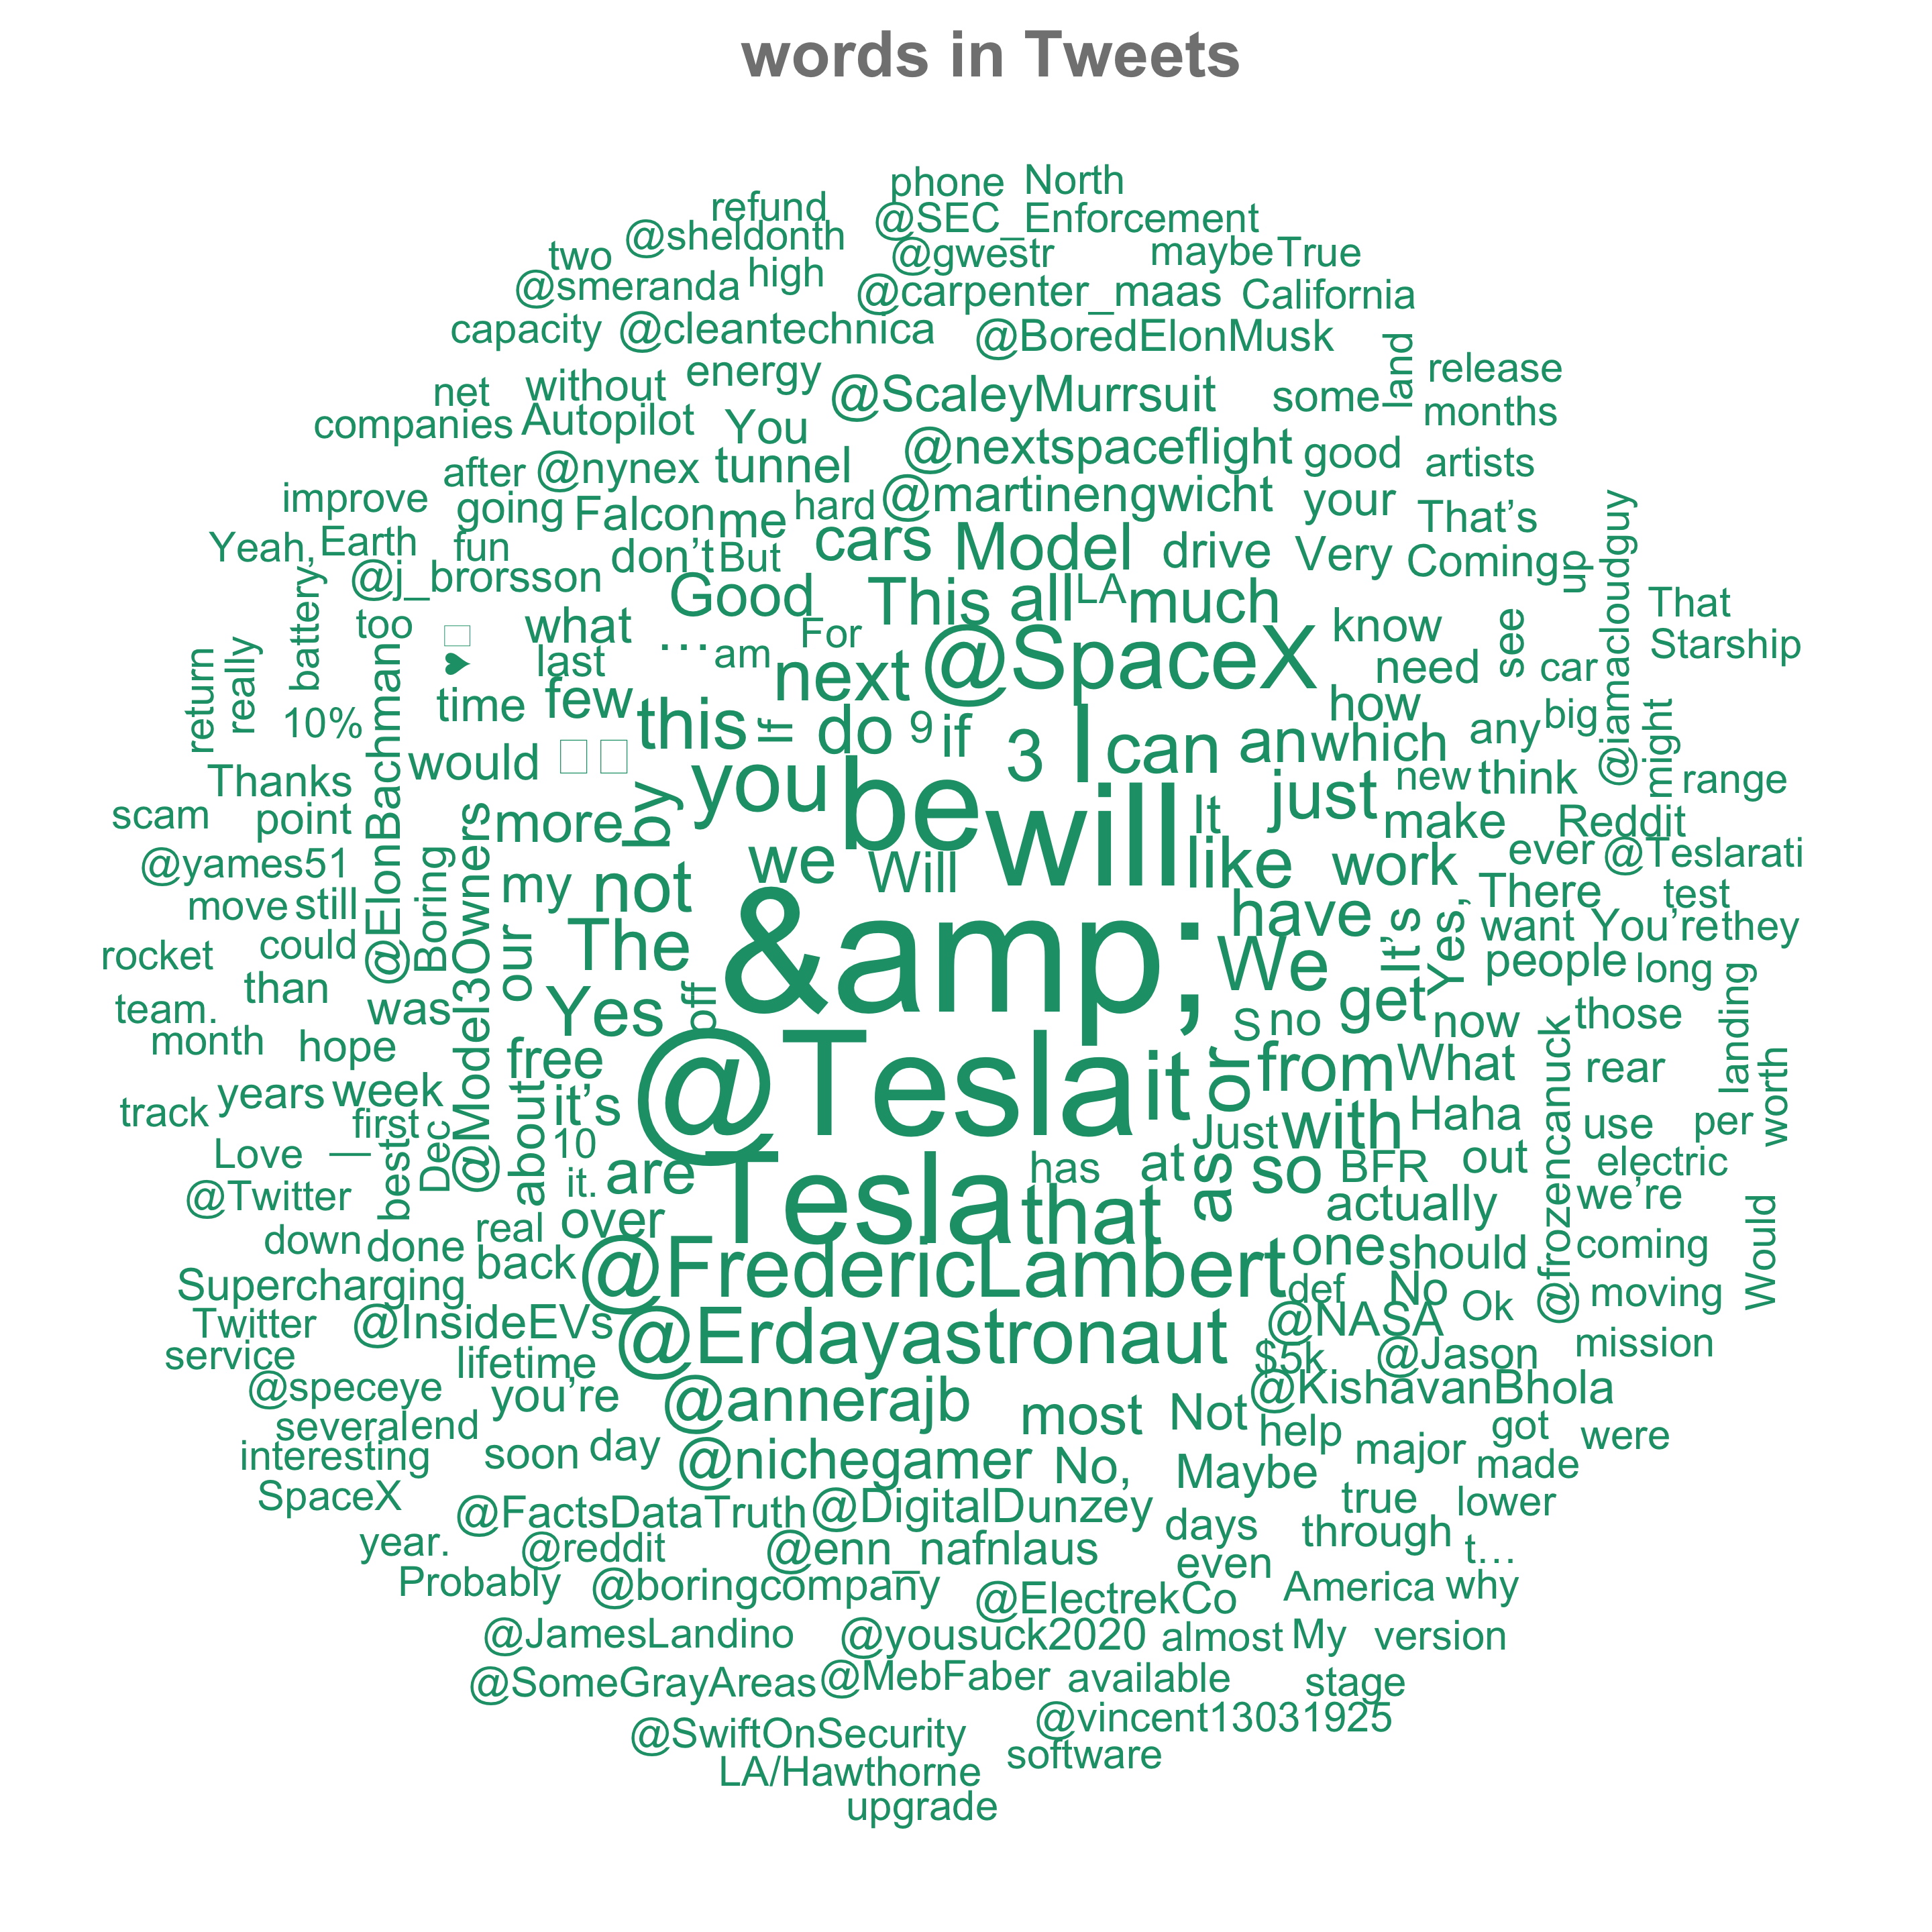 words in Tweets
phone North
refund @SEC_Enforcement
@sheldonth
two @gwestr maybe True
@smeranda high @carpenter_maas California
capacity @cleantechnica @BoredElonMusk
land release
net without energy @ScaleyMurrsuit some months
companies Autopilot You
@nextspaceflight good artists
after @nynex tunnel
improve going Falcon me hard @martinengwicht your That’s
Yeah, Earth fun don’t But cars Model drive Very Coming up @iamacloudguy
battery, @j_brorsson Good This all LA much That
too what … am For know see Starship
return really last next @SpaceX need car
10% @ElonBachman time few this If do 9 if 3 I can an which how any big might
♥
would
Thanks you be will just new think range
scam point more by It make Reddit
@yames51 Boring @Model3Owners my not we Will like work ever @Teslarati
move still our The &amp; have It’s Yes, There test
rocket could We want You’re they
than people long
team. was Yes off S no get now those landing
month hope free @Tesla it or from What @frozencanuck rear worth
years week about it’s
track first Dec 10 Just with Haha use per
Love — best it. are Tesla has at as so BFR out electric
@Twitter real over that actually we’re Would
down done back @FredericLambert one should coming
Supercharging def No Ok moving
Twitter @InsideEVs @Erdayastronaut @NASA mission
service lifetime $5k @Jason
@speceye you’re @annerajb @KishavanBhola
several end most Not help got were
interesting soon day @nichegamer No, Maybe major made
SpaceX @FactsDataTruth @DigitalDunzey true lower
year. @reddit @enn_nafnlaus days through t…
even
Probably @boringcompany @ElectrekCo America why
@JamesLandino @yousuck2020 almost My version
@SomeGrayAreas @MebFaber available stage
@SwiftOnSecurity @vincent13031925
LA/Hawthorne software
upgrade